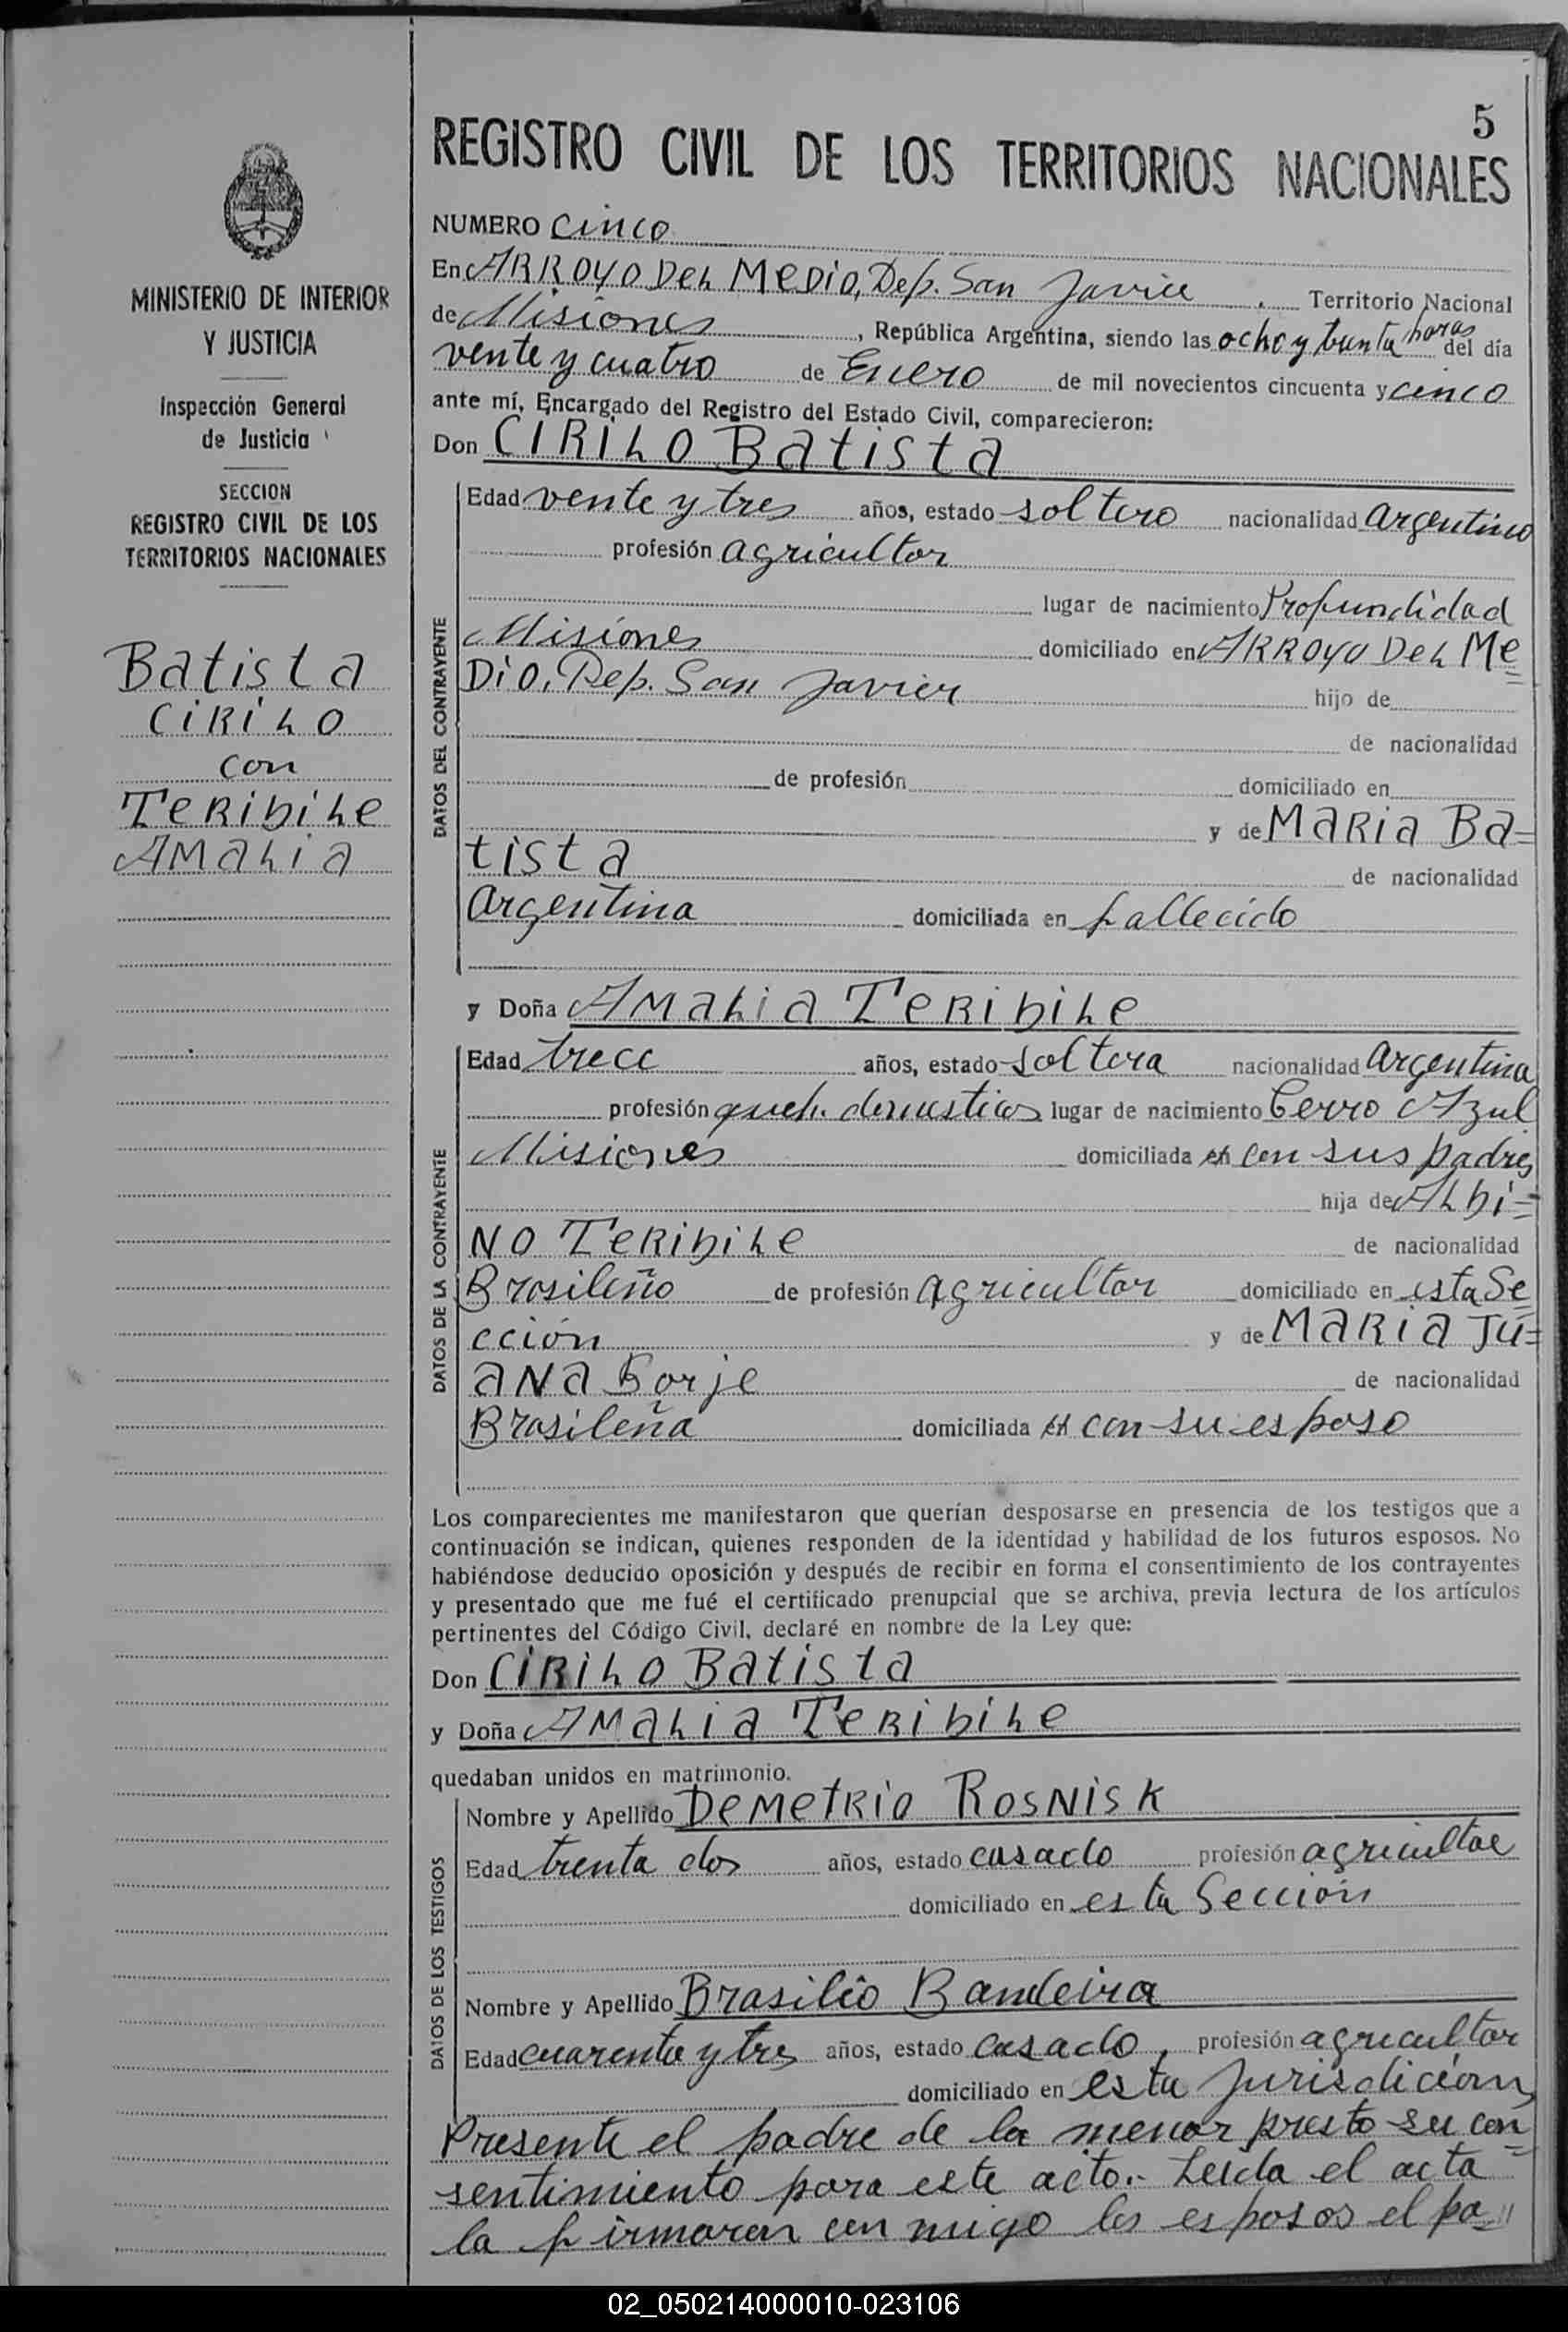 5
REGISTRO CIVIL DE LOS TERRITORIOS NACIONALES
MINISTERIO DE INTERIOR
Y JUSTICIA
Inspección General
de Justicia
SECCION
REGISTRO CIVIL DE LOS
TERRITORIOS NACIONALES
Batista
CiRiLO
con
TeRibiLe
AMaLia
NUMERO cinco
En ARROYO DeL MeDio, Dep. San Javier. Territorio Nacional
de Misiones, República Argentina, siendo las ocho y trenta horas del día
vente y cuatro de Enero de mil novecientos cincuenta y cinco
ante mí, Encargado del Registro del Estado Civil, comparecieron:
Don CIRiLO Batista
DATOS DEL CONTRAYENTE
Edad vente y tres años, estado soltero nacionalidad argentino
profesión agricultor
lugar de nacimiento Profundidad
Misiones domiciliado en ARROYO DeL Me=
Dio, Dep. San Javier hijo de
de nacionalidad
de profesión domiciliado en
y de MaRia Ba=
tista de nacionalidad
argentina domiciliada en fallecido
y Doña AMaLia TeRibiLe
DATOS DE LA CONTRAYENTE
Edad trece años, estado soltera nacionalidad argentina
profesión queh. domesticos lugar de nacimiento Cerro Azul
Misiones domiciliada en con sus padres
hija de ALbi=
NO TeRibiLe de nacionalidad
Brasileño de profesión agricultor domiciliado en esta Se=
cción y de MaRia Ju=
aNa Borje de nacionalidad
Brasileña domiciliada en con su esposo
Los comparecientes me manifestaron que querían desposarse en presencia de los testigos que a
continuación se indican, quienes responden de la identidad y habilidad de los futuros esposos. No
habiéndose deducido oposición y después de recibir en forma el consentimiento de los contrayentes
y presentado que me fué el certificado prenupcial que se archiva, previa lectura de los artículos
pertinentes del Código Civil, declaré en nombre de la Ley que:
Don CiRiLO Batista
y Doña AMaLia TeRibiLe
quedaban unidos en matrimonio.
DATOS DE LOS TESTIGOS
Nombre y Apellido DeMetRio RosNisK
Edad trenta dos años, estado casado profesión agricultor
domiciliado en esta Sección
Nombre y Apellido Brasilio Bandeira
Edad cuarenta y tres años, estado casado, profesión agricultor
domiciliado en esta Jurisdicion,
Presente el padre de la menor presto su con=
sentimiento para este acto.- Leida el acta
la firmaron con migo los esposos el pa=
02_050214000010-023106